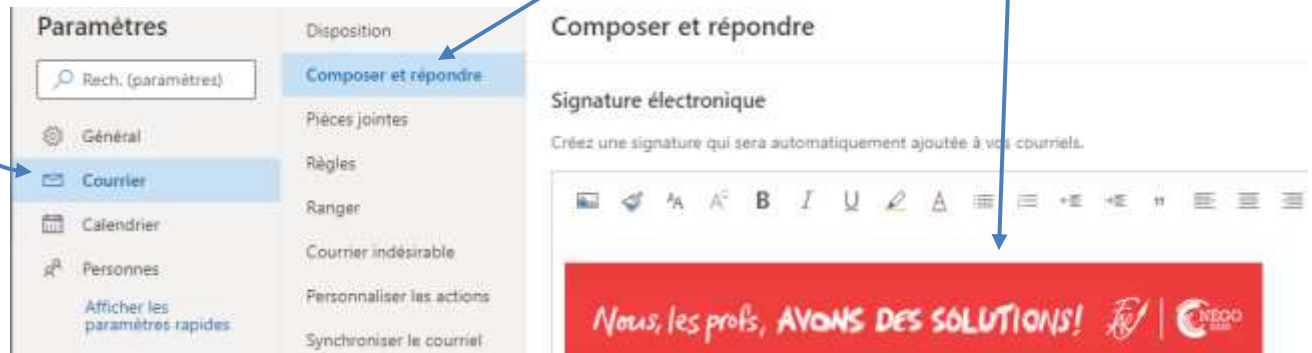 Paramètres
Rech. (paramètres)
Général
Courrier
Calendrier
Personnes
Afficher les
paramètres rapides
Disposition
Composer et répondre
Pièces jointes
Règles
Ranger
Courrier indésirable
Personnaliser les actions
Synchroniser le courriel
Composer et répondre
Signature électronique
Créez une signature qui sera automatiquement ajoutée à vos courriels.
B I U A
Nous, les profs, AVONS DES SOLUTIONS!
NÉGO